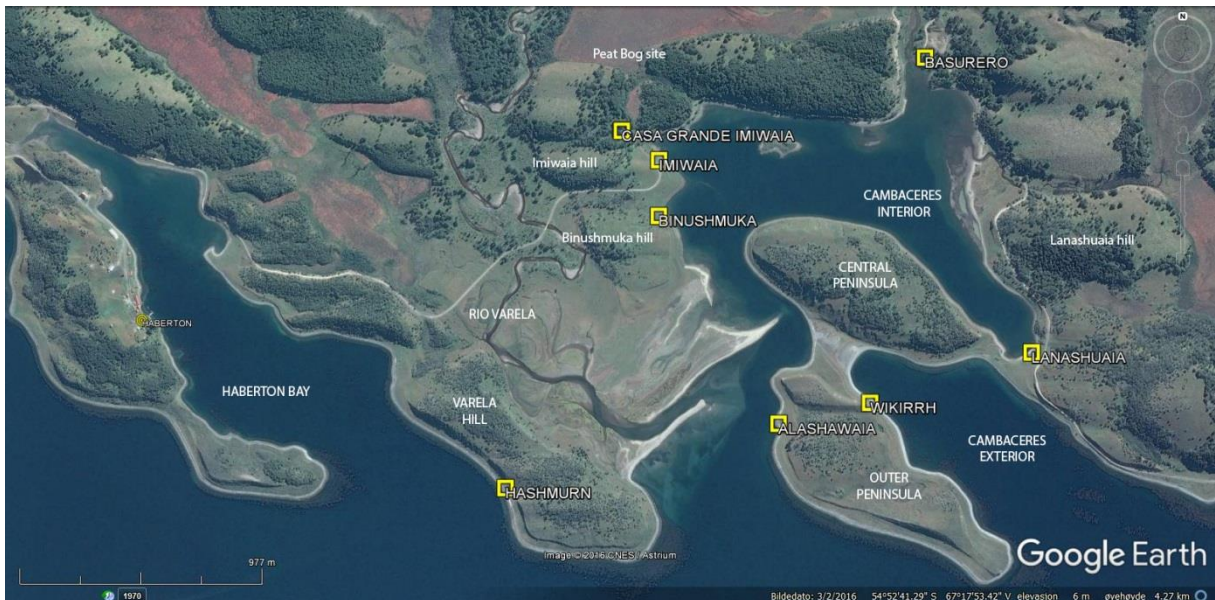 N
Peat Bog site
BASURERO
CASA GRANDE IMIWAIA
Imiwaia hill
IMIWAIA
CAMBACERES
INTERIOR
BINUSHMUKA
Binushmuka hill
Lanashuaia hill
CENTRAL
PENINSULA
RIO VARELA
HABERTON
LANASHUAIA
HABERTON BAY
VARELA
HILL
WIKIRRH
ALASHAWAIA
CAMBACERES
EXTERIOR
OUTER
PENINSULA
HASHMURN
Image © 2016 CNES / Astrium
Google Earth
977 m
1970
Bildedato: 3/2/2016 54°52'41.29" S 67°17'53.42" V elevasjon 6 m øyehøyde 4.27 km